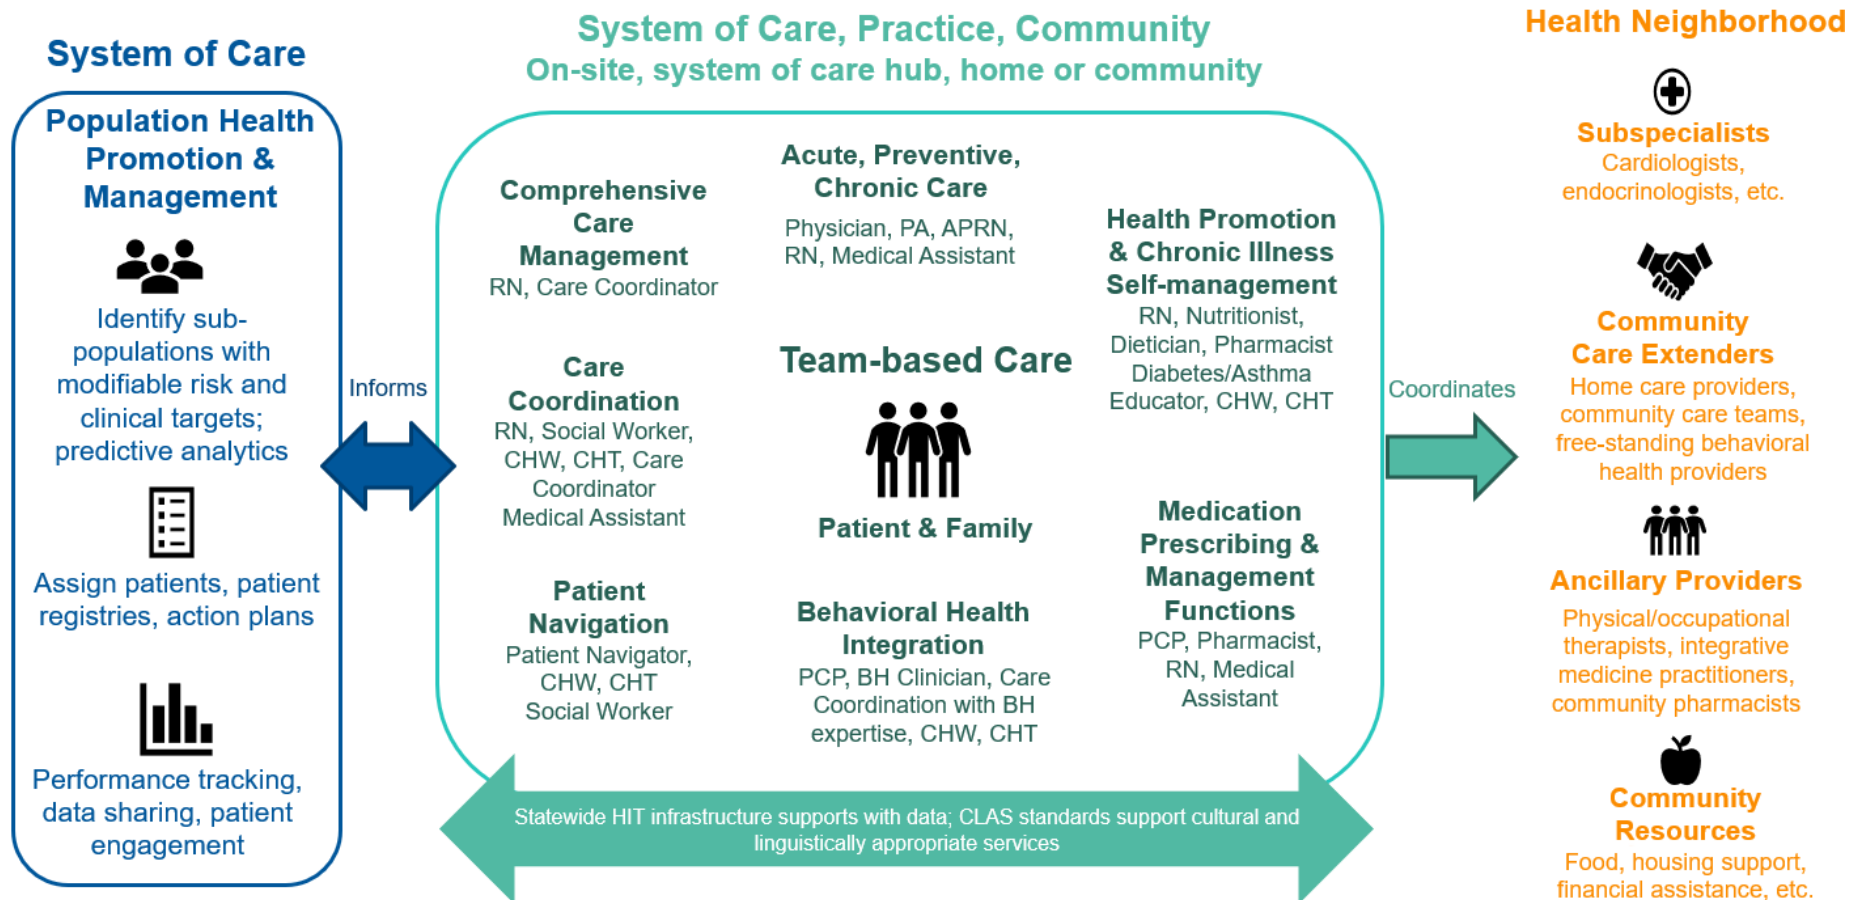 System of Care
Population Health
Promotion &
Management
Identify sub-
populations with
modifiable risk and
clinical targets;
predictive analytics
Assign patients, patient
registries, action plans
Performance tracking,
data sharing, patient
engagement
Informs
System of Care, Practice, Community
On-site, system of care hub, home or community
Comprehensive
Care
Management
RN, Care Coordinator
Care
Coordination
RN, Social Worker,
CHW, CHT, Care
Coordinator
Medical Assistant
Patient
Navigation
Patient Navigator,
CHW, CHT
Social Worker
Acute, Preventive,
Chronic Care
Physician, PA, APRN,
RN, Medical Assistant
Team-based Care
Patient & Family
Behavioral Health
Integration
PCP, BH Clinician, Care
Coordination with BH
expertise, CHW, CHT
Health Promotion
& Chronic Illness
Self-management
RN, Nutritionist,
Dietician, Pharmacist
Diabetes/Asthma
Educator, CHW, CHT
Medication
Prescribing &
Management
Functions
PCP, Pharmacist,
RN, Medical
Assistant
Statewide HIT infrastructure supports with data; CLAS standards support cultural and
linguistically appropriate services
Coordinates
Health Neighborhood
Subspecialists
Cardiologists,
endocrinologists, etc.
Community
Care Extenders
Home care providers,
community care teams,
free-standing behavioral
health providers
Ancillary Providers
Physical/occupational
therapists, integrative
medicine practitioners,
community pharmacists
Community
Resources
Food, housing support,
financial assistance, etc.